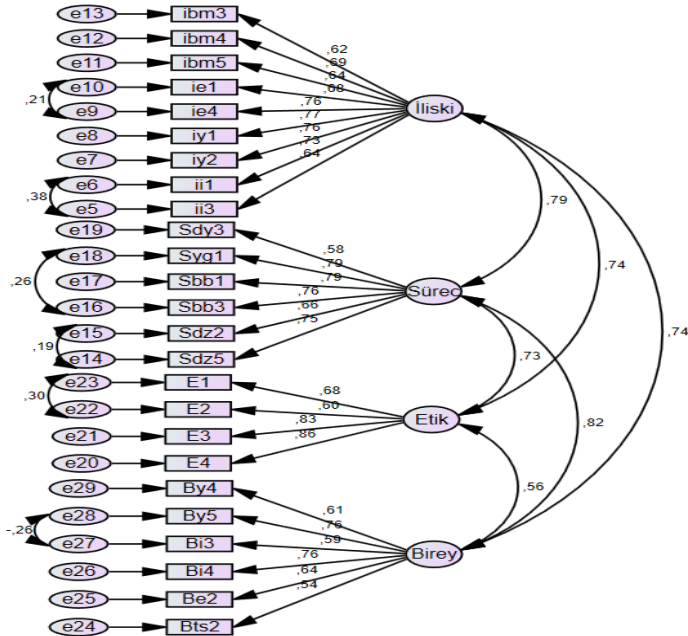 e13 ibm3
e12 ibm4
,62
e11 ibm5
,69
,64
e10 ie1
,68
,21
e9 ie4
,76
İliski
,77
e8 iy1
,76
e7 iy2
,73
e6 ii1
,64
,38
e5 ii3
,79
e19 Sdy3
,58
e18 Syg1
,79
,74
,26
e17 Sbb1
,79
Sürec
,76
e16 Sbb3
,66
e15 Sdz2
,75
,74
,19
e14 Sdz5
,73
e23 E1
,68
,30
e22 E2
,60
Etik
,83
,82
e21 E3
,86
e20 E4
e29 By4
,56
,61
e28 By5
,76
-,26
e27 Bi3
,59
Birey
,76
e26 Bi4
,64
e25 Be2
,54
e24 Bts2